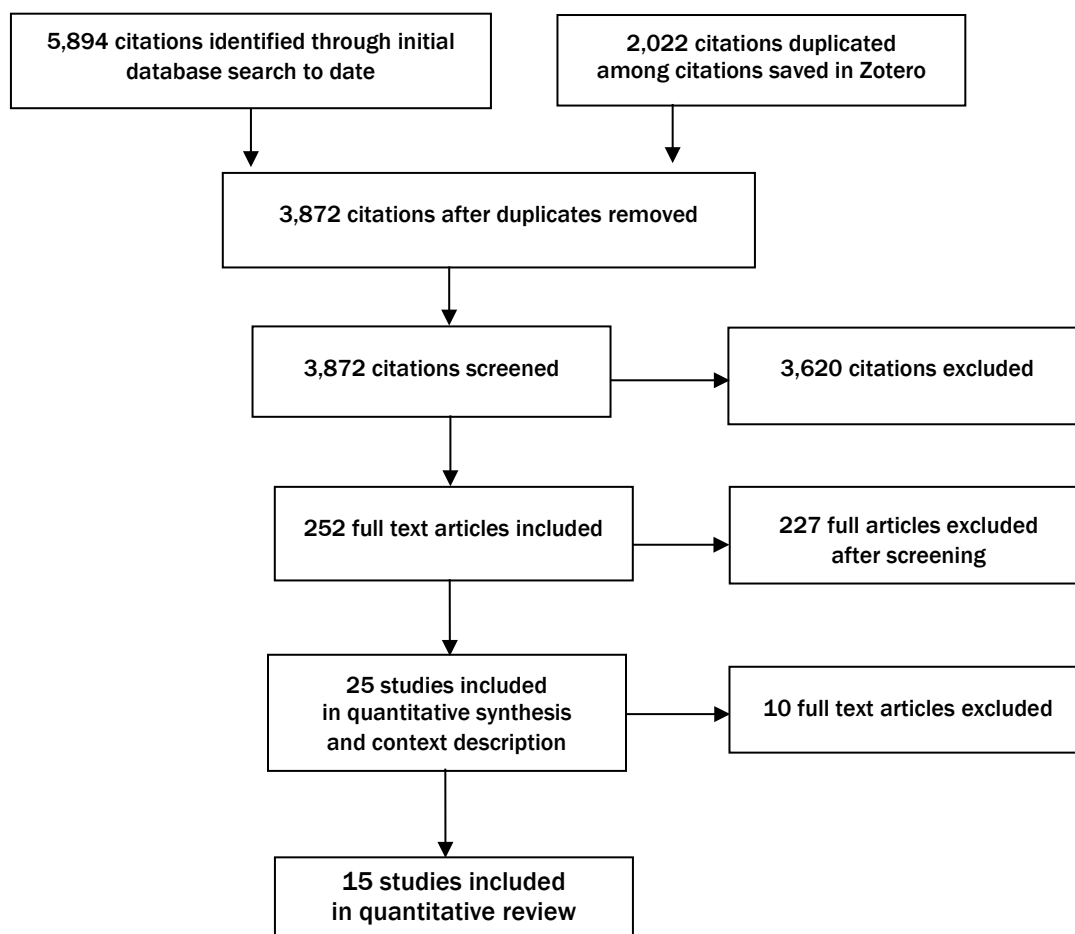 5,894 citations identified through initial
database search to date
2,022 citations duplicated
among citations saved in Zotero
3,872 citations after duplicates removed
3,872 citations screened
3,620 citations excluded
252 full text articles included
227 full articles excluded
after screening
25 studies included
in quantitative synthesis
and context description
10 full text articles excluded
15 studies included
in quantitative review